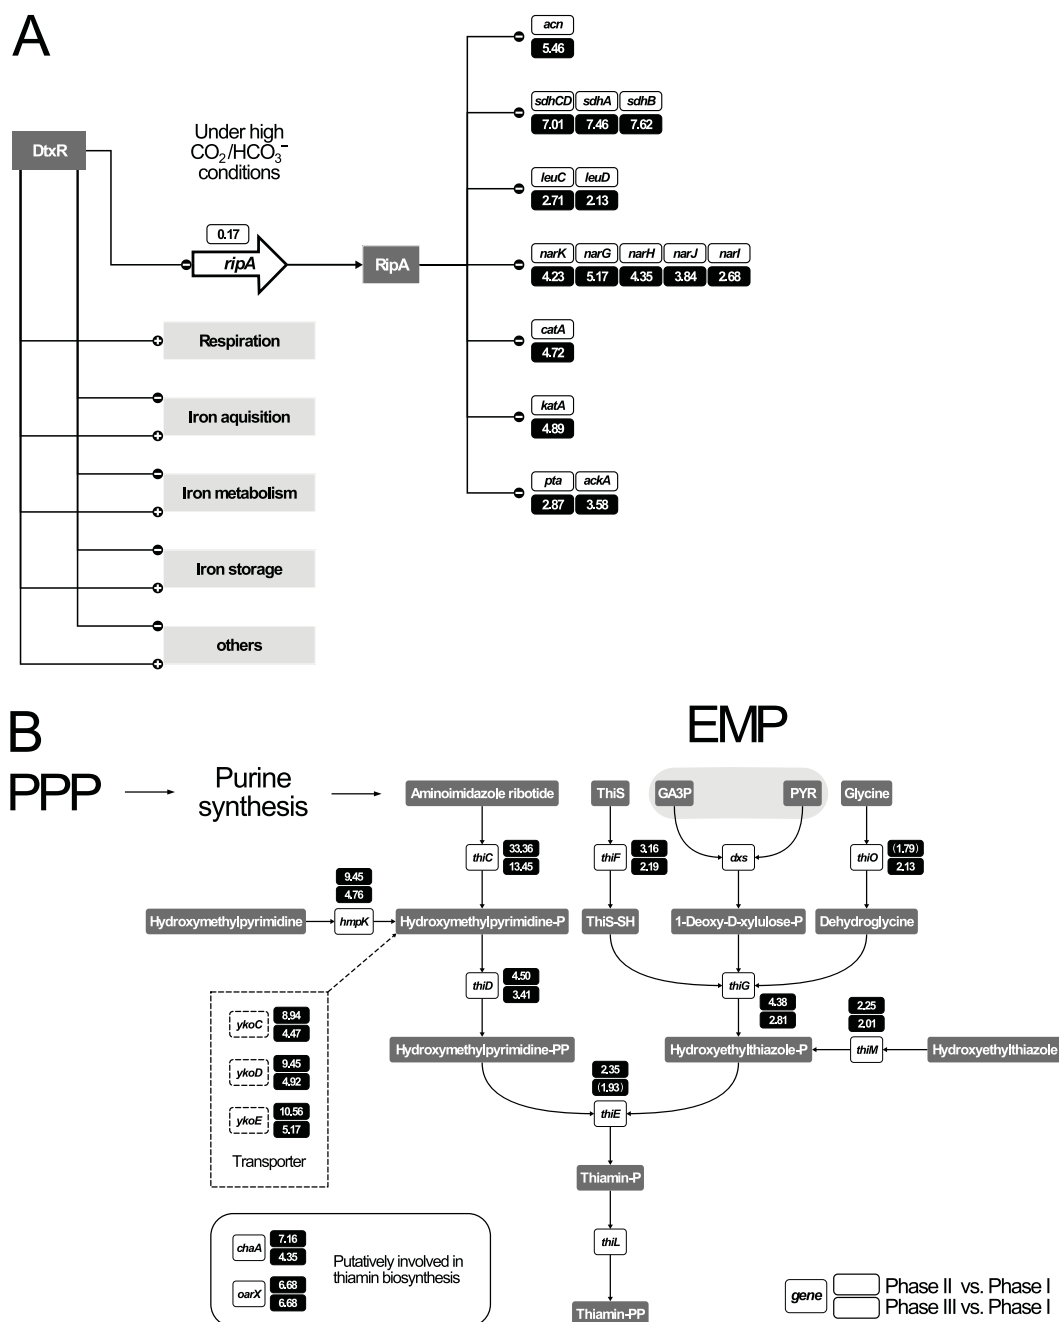 A
acn
5.46
sdhCD sdhA sdhB
7.01 7.46 7.62
DtxR
Under high
CO2/HCO3−
conditions
leuC leuD
2.71 2.13
0.17
ripA
RipA
narK narG narH narJ narI
4.23 5.17 4.35 3.84 2.68
Respiration
catA
4.72
Iron aquisition
katA
4.89
Iron metabolism
pta ackA
2.87 3.58
Iron storage
others
B
EMP
PPP
Purine
synthesis
Aminoimidazole ribotide
ThiS
GA3P
PYR
Glycine
thiC
33.36
13.45
thiF
3.16
2.19
dxs
thiO
(1.79)
2.13
9.45
4.76
Hydroxymethylpyrimidine
hmpK
Hydroxymethylpyrimidine-P
ThiS-SH
1-Deoxy-D-xylulose-P
Dehydroglycine
thiD
4.50
3.41
thiG
4.38
2.81
2.25
2.01
ykoC
8.94
4.47
Hydroxymethylpyrimidine-PP
Hydroxyethylthiazole-P
thiM
Hydroxyethylthiazole
ykoD
9.45
4.92
2.35
(1.93)
thiE
ykoE
10.56
5.17
Transporter
Thiamin-P
chaA
7.16
4.35
Putatively involved in
thiamin biosynthesis
thiL
oarX
6.68
6.68
Thiamin-PP
gene
Phase II vs. Phase I
Phase III vs. Phase I